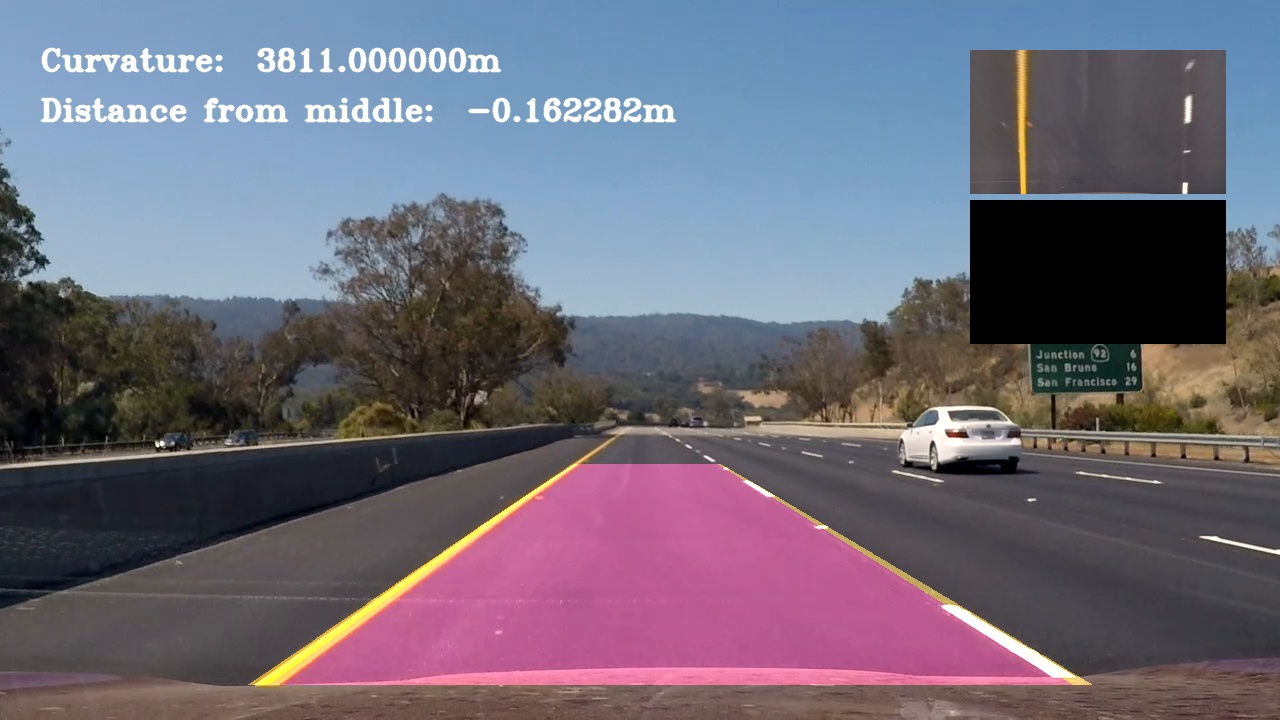 Curvature: 3811.000000m
Distance from middle: -0.162282m
Junction 92 6
San Bruno 16
San Francisco 29